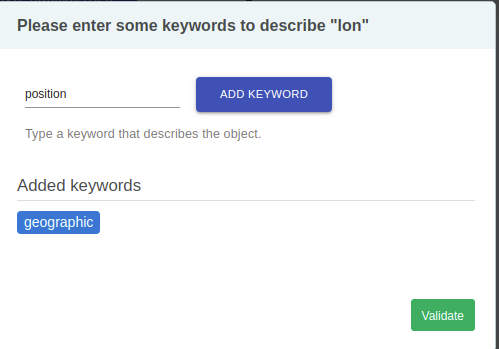 Please enter some keywords to describe "lon"
position
ADD KEYWORD
Type a keyword that describes the object.
Added keywords
geographic
Validate